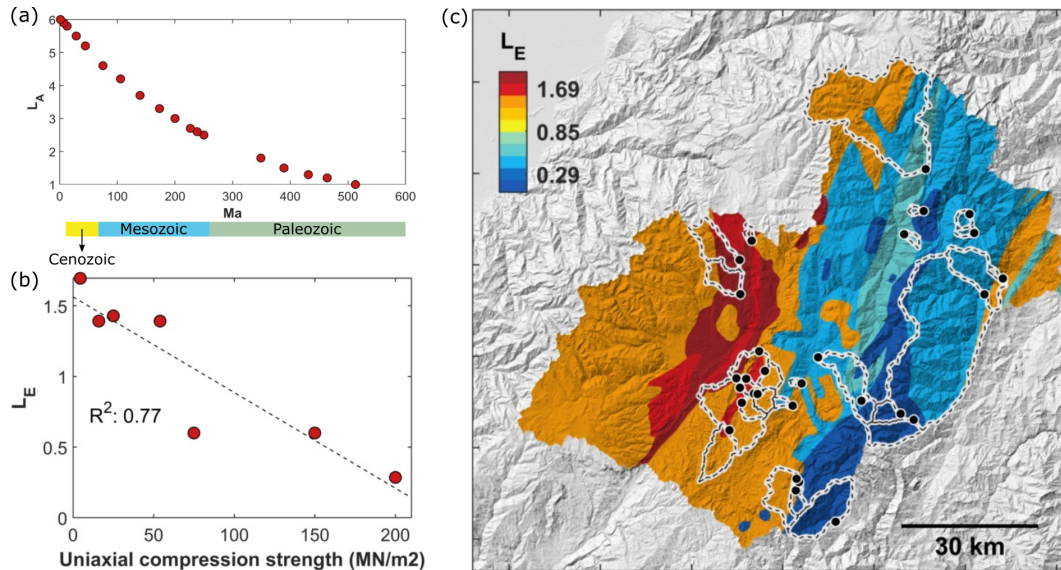 (a)
6
5
4
3
2
1
L_A
0
100
200
300
400
500
600
Ma
Mesozoic
Paleozoic
Cenozoic
(b)
1.5
1
0.5
0
L_E
R²: 0.77
0
50
100
150
200
Uniaxial compression strength (MN/m2)
(c)
L_E
1.69
0.85
0.29
30 km